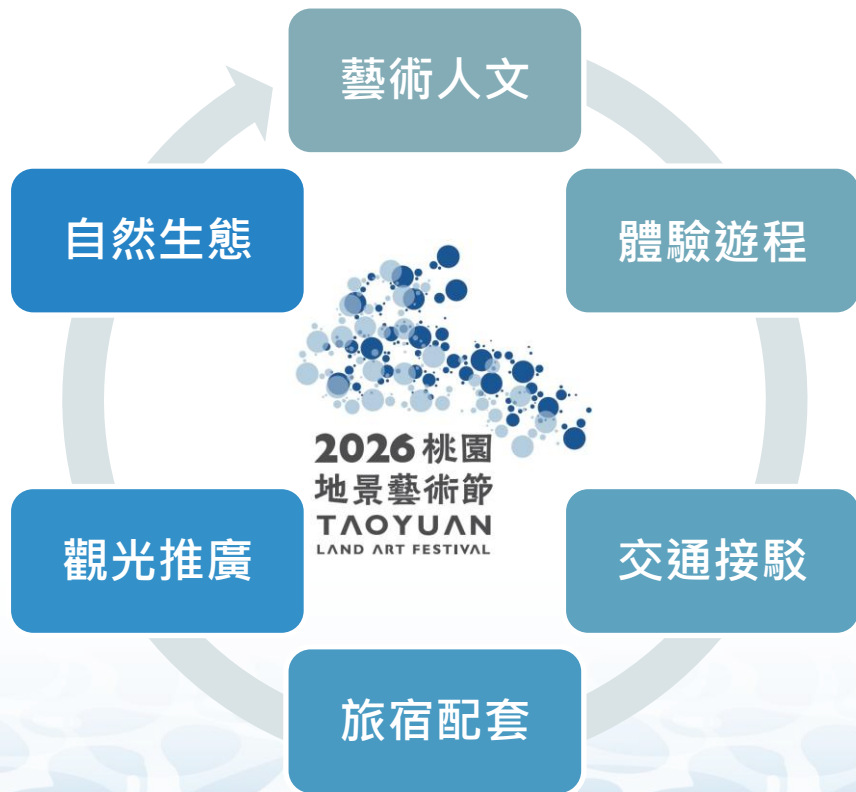 藝術人文
體驗遊程
交通接駁
旅宿配套
觀光推廣
自然生態
2026 桃園
地景藝術節
TAOYUAN
LAND ART FESTIVAL